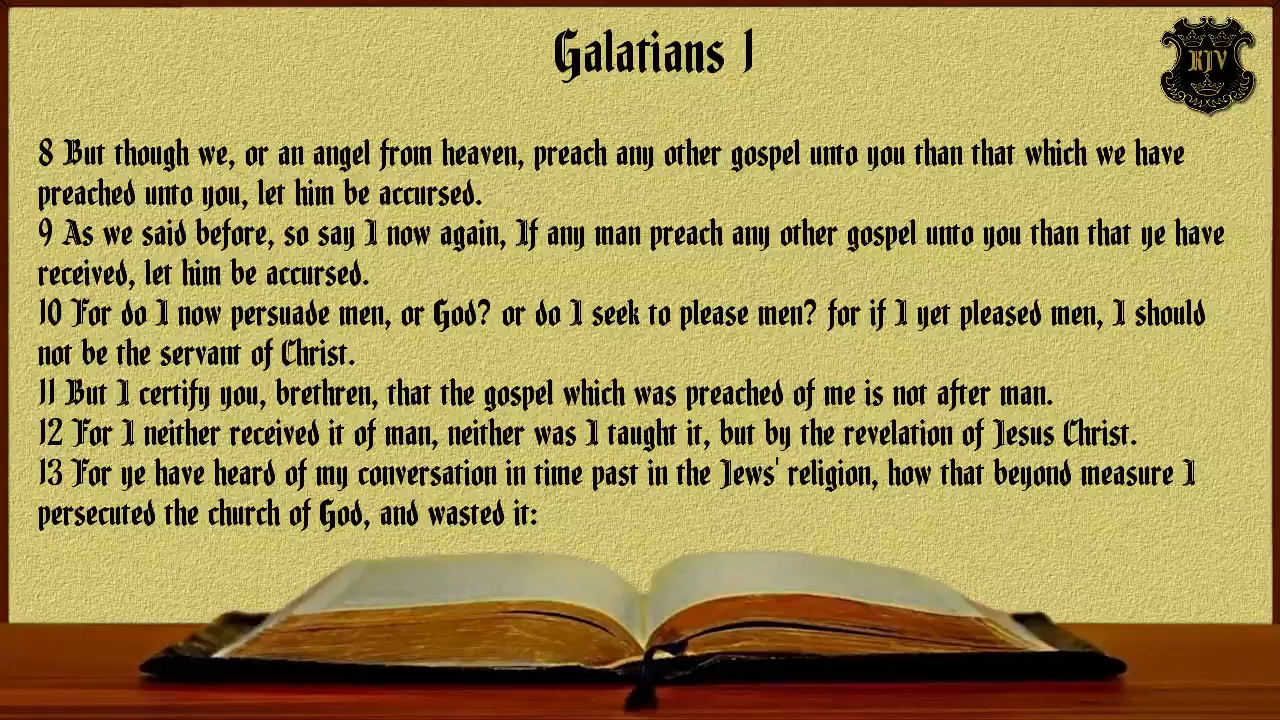 Galatians 1
KJV
8 But though we, or an angel from heaven, preach any other gospel unto you than that which we have
preached unto you, let him be accursed.
9 As we said before, so say I now again, If any man preach any other gospel unto you than that ye have
received, let him be accursed.
10 For do I now persuade men, or God? or do I seek to please men? for if I yet pleased men, I should
not be the servant of Christ.
11 But I certify you, brethren, that the gospel which was preached of me is not after man.
12 For I neither received it of man, neither was I taught it, but by the revelation of Jesus Christ.
13 For ye have heard of my conversation in time past in the Jews' religion, how that beyond measure I
persecuted the church of God, and wasted it: